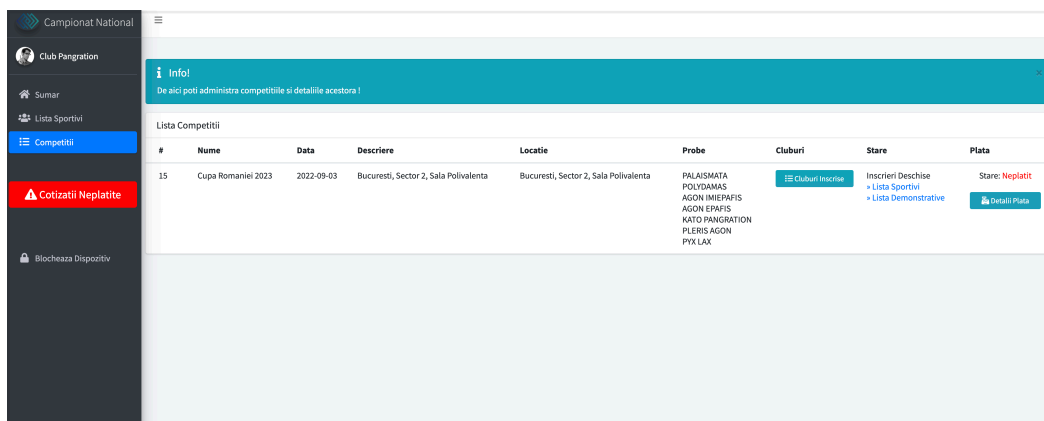 Campionat National
Club Pangration
Sumar
Lista Sportivi
Competitii
Cotizatii Neplatite
Blocheaza Dispozitiv
Info!
De aici poti administra competitiile si detaliile acestora !
Lista Competitii
# Nume Data Descriere Locatie Probe Cluburi Stare Plata
15 Cupa Romaniei 2023 2022-09-03 Bucuresti, Sector 2, Sala Polivalenta Bucuresti, Sector 2, Sala Polivalenta
PALAISMATA
POLYDAMAS
AGON IMIEPAFIS
AGON EPAFIS
KATO PANGRATION
PLERIS AGON
PYX LAX
Cluburi Inscrise
Inscrieri Deschise
» Lista Sportivi
» Lista Demonstrative
Stare: Neplatit
Detalii Plata